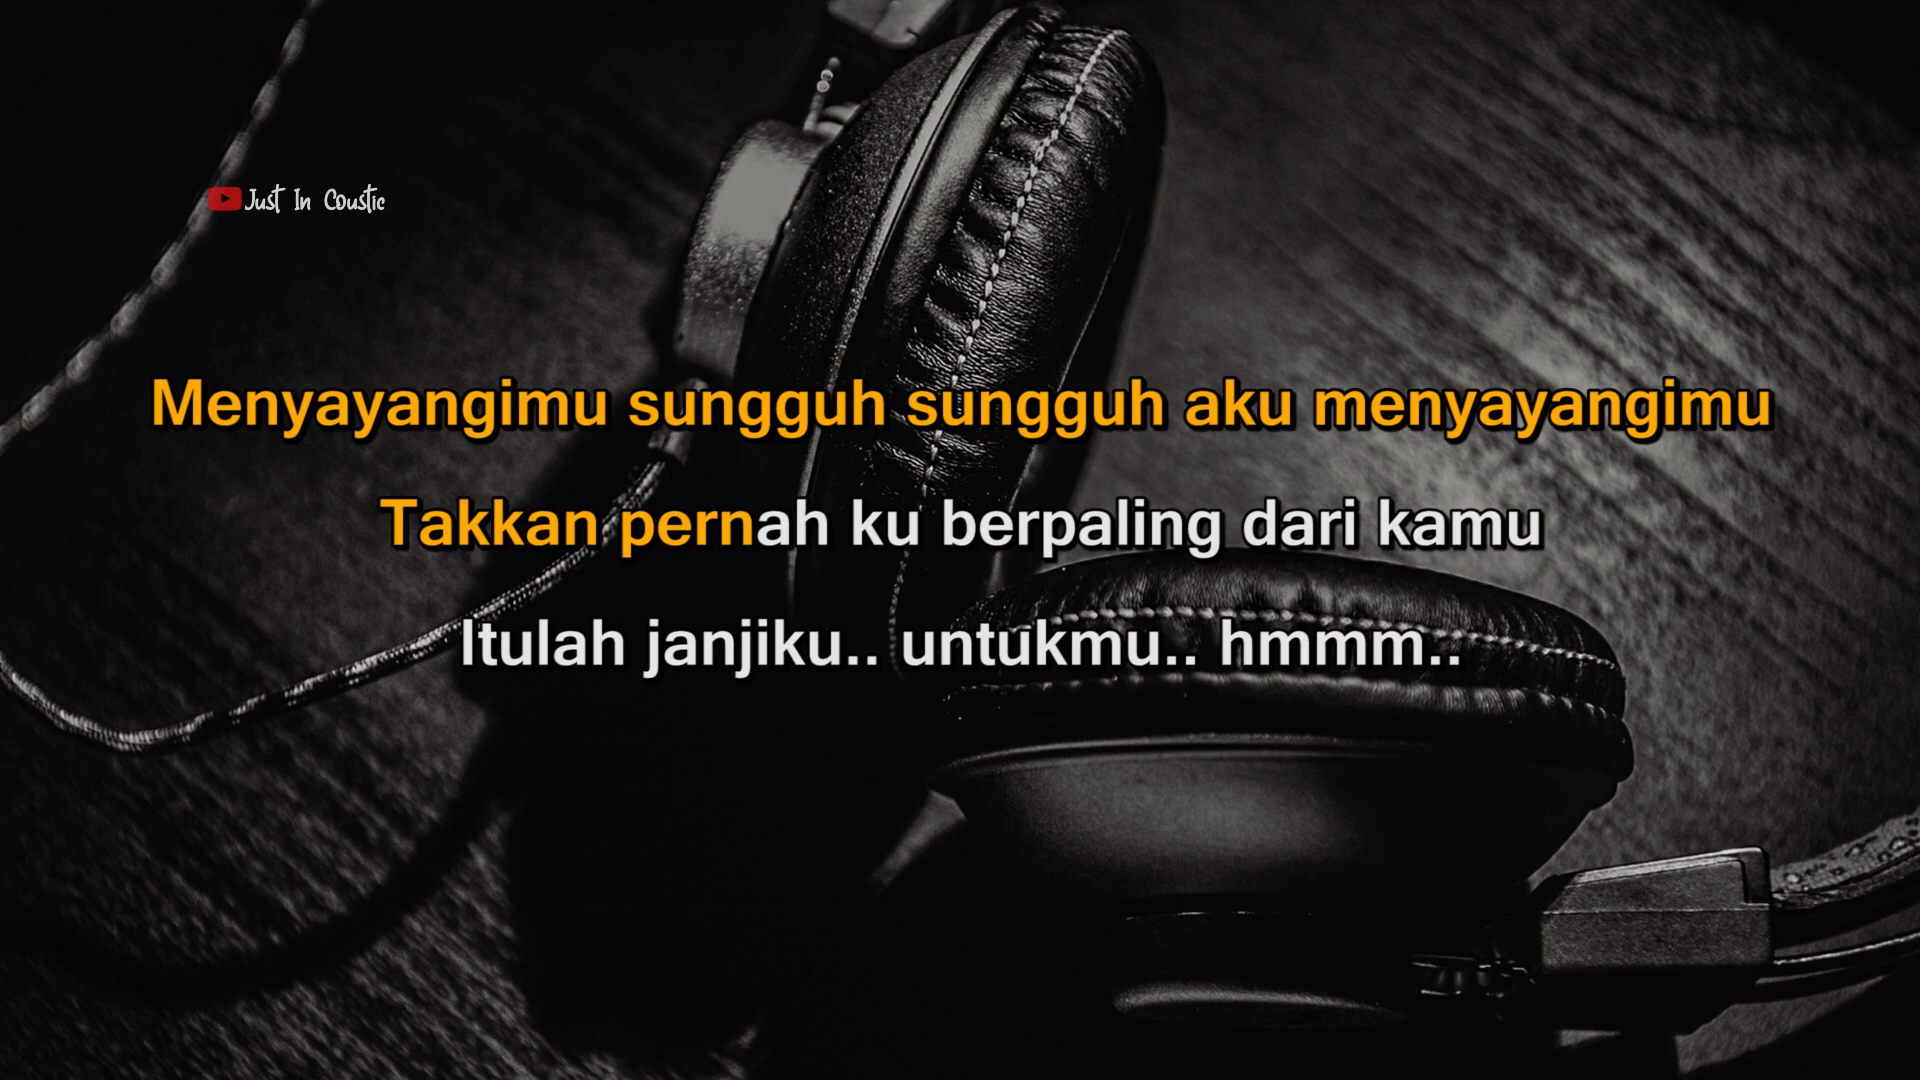 Just In Coustic
Menyayangimu sungguh sungguh aku menyayangimu
Takkan pernah ku berpaling dari kamu
Itulah janjiku.. untukmu.. hmmm..